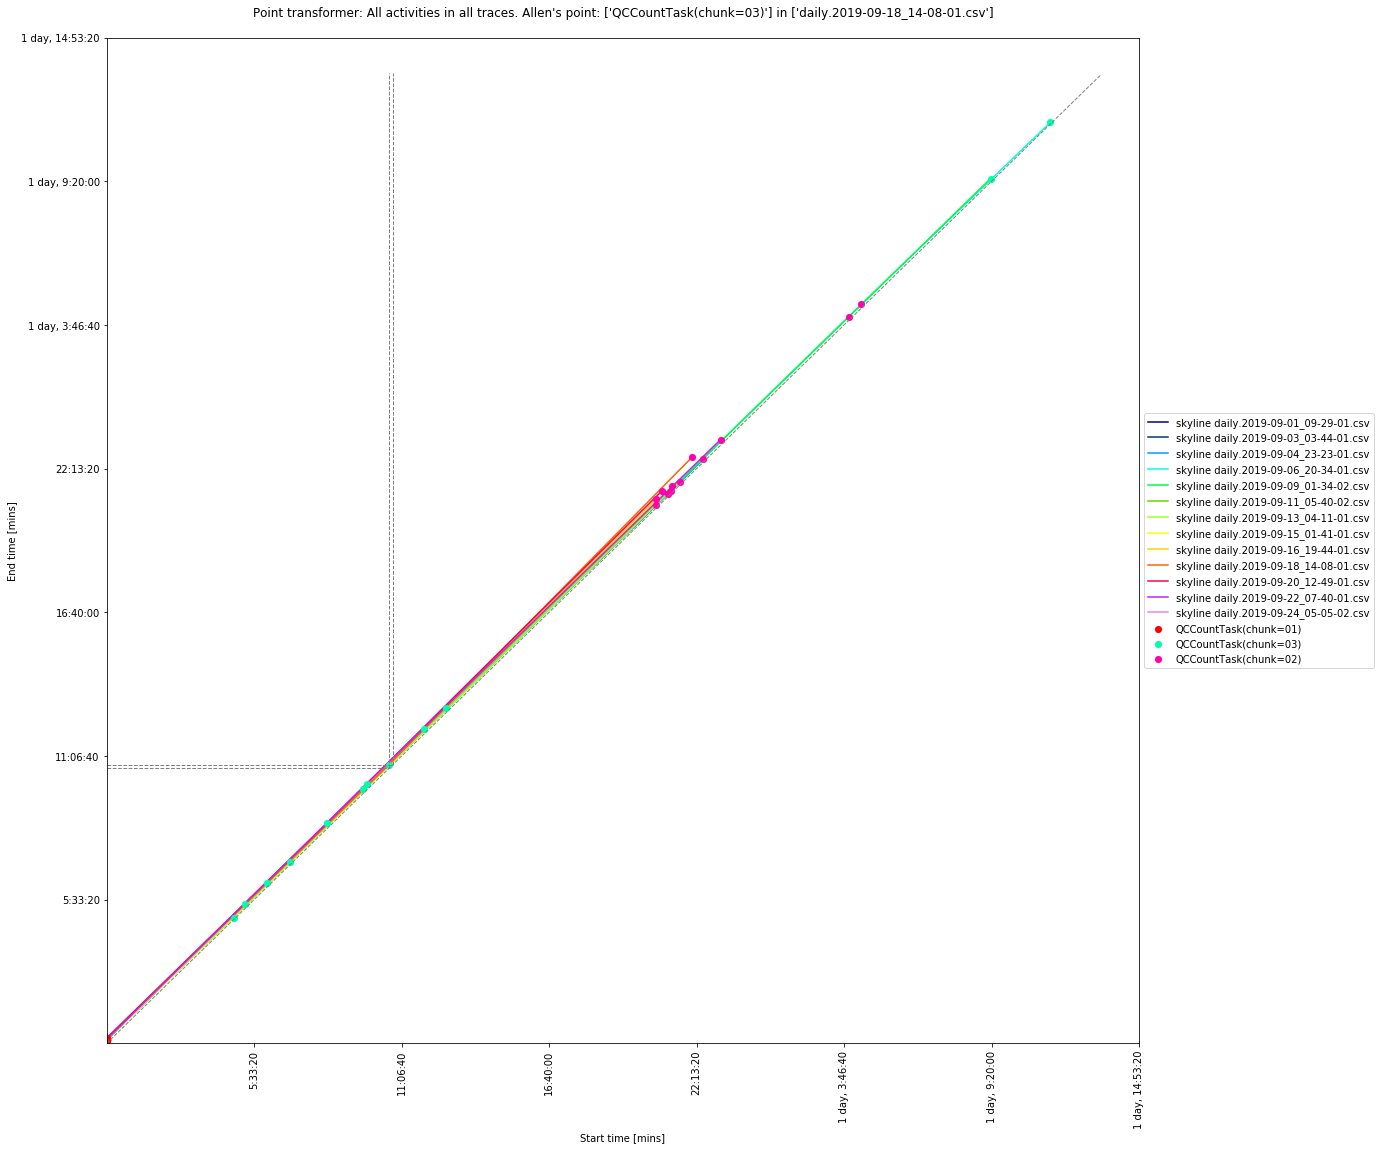 Point transformer: All activities in all traces. Allen's point: ['QCCountTask(chunk=03)'] in ['daily.2019-09-18_14-08-01.csv']
1 day, 14:53:20
1 day, 9:20:00
1 day, 3:46:40
22:13:20
16:40:00
11:06:40
5:33:20
End time [mins]
5:33:20
11:06:40
16:40:00
22:13:20
1 day, 3:46:40
1 day, 9:20:00
1 day, 14:53:20
Start time [mins]
skyline daily.2019-09-01_09-29-01.csv
skyline daily.2019-09-03_03-44-01.csv
skyline daily.2019-09-04_23-23-01.csv
skyline daily.2019-09-06_20-34-01.csv
skyline daily.2019-09-09_01-34-02.csv
skyline daily.2019-09-11_05-40-02.csv
skyline daily.2019-09-13_04-11-01.csv
skyline daily.2019-09-15_01-41-01.csv
skyline daily.2019-09-16_19-44-01.csv
skyline daily.2019-09-18_14-08-01.csv
skyline daily.2019-09-20_12-49-01.csv
skyline daily.2019-09-22_07-40-01.csv
skyline daily.2019-09-24_05-05-02.csv
QCCountTask(chunk=01)
QCCountTask(chunk=03)
QCCountTask(chunk=02)